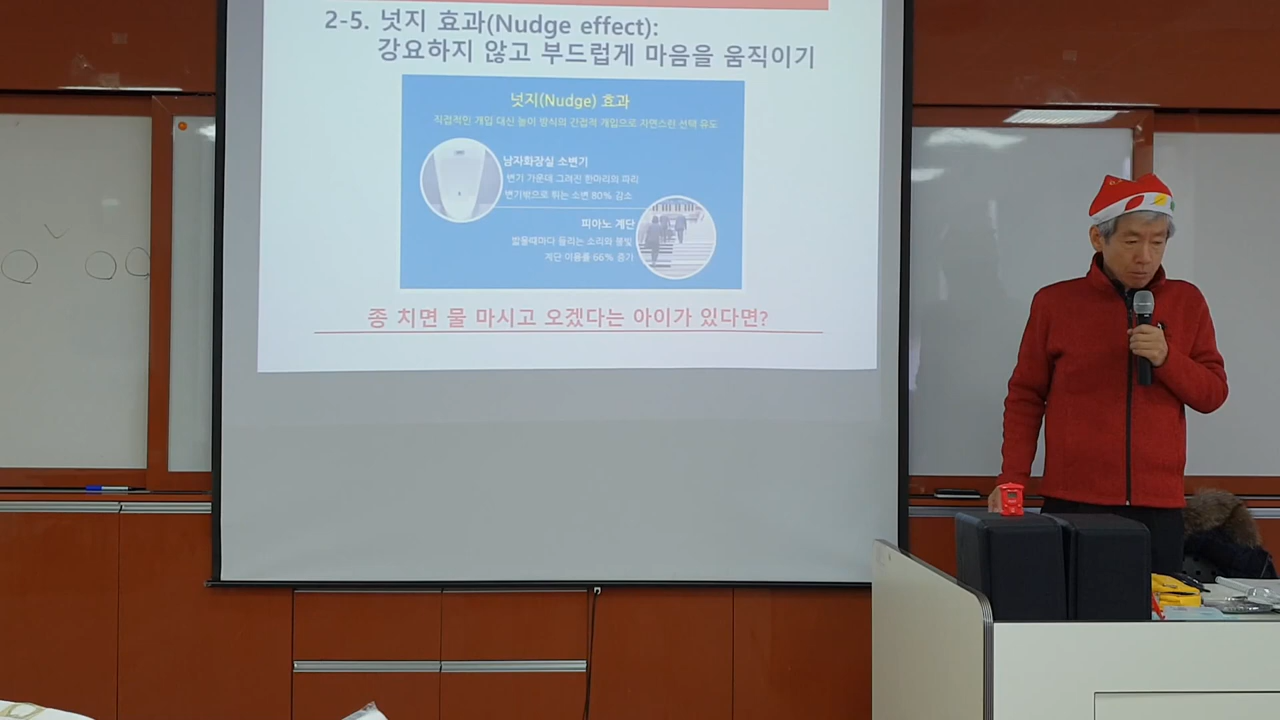 2-5. 넛지 효과(Nudge effect):
강요하지 않고 부드럽게 마음을 움직이기
넛지(Nudge) 효과
직접적인 개입 대신 놀이 방식의 간접적 개입으로 자연스런 선택 유도
남자화장실 소변기
변기 가운데 그려진 한마리의 파리
변기밖으로 튀는 소변 80% 감소
피아노 계단
밟을때마다 들리는 소리와 불빛
계단 이용률 66% 증가
종 치면 물 마시고 오겠다는 아이가 있다면?